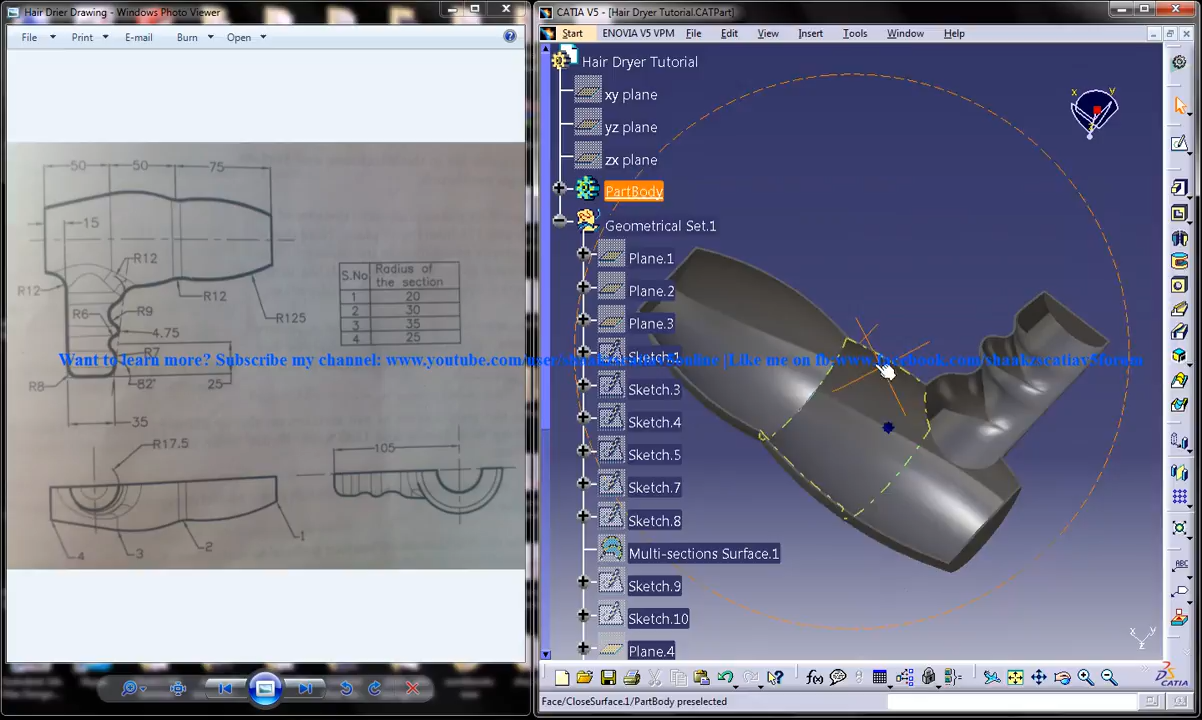 Hair Drier Drawing - Windows Photo Viewer
File Print E-mail Burn Open
50 50 75
15
R12
R12
R12
R9
R6
R125
4.75
R7
R8
82°
25
35
S.No Radius of the section
1 20
2 30
3 35
4 25
R17.5
105
4 3 2 1
CATIA V5 - [Hair Dryer Tutorial.CATPart]
Start ENOVIA V5 VPM File Edit View Insert Tools Window Help
Hair Dryer Tutorial
xy plane
yz plane
zx plane
PartBody
Geometrical Set.1
Plane.1
Plane.2
Plane.3
Sketch.1
Sketch.3
Sketch.4
Sketch.5
Sketch.7
Sketch.8
Multi-sections Surface.1
Sketch.9
Sketch.10
Plane.4
x y
x y
z
CATIA
Face/CloseSurface.1/PartBody preselected